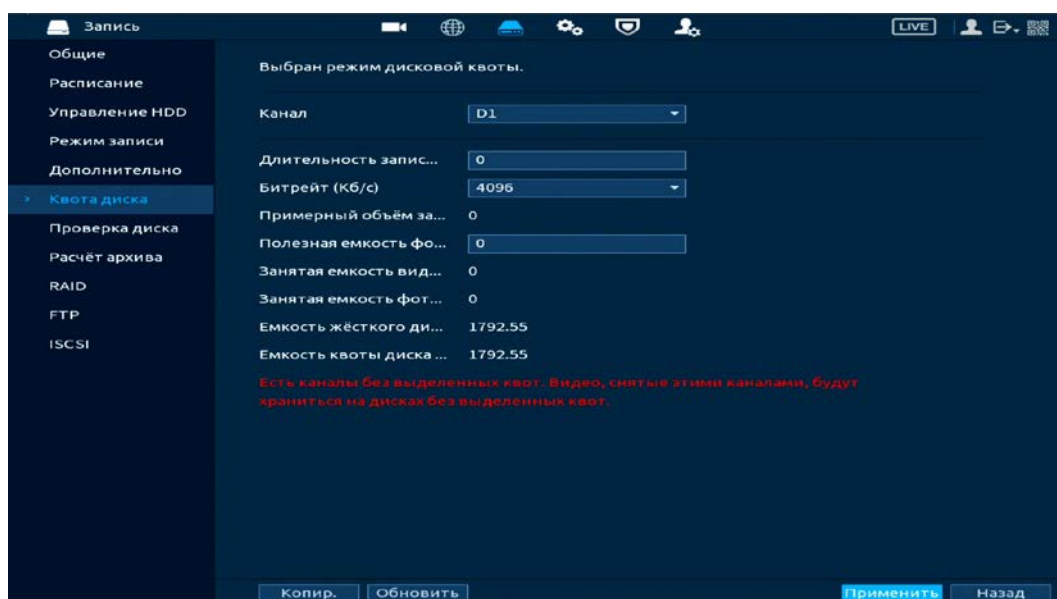 Запись
LIVE
Общие
Расписание
Управление HDD
Режим записи
Дополнительно
Квота диска
Проверка диска
Расчёт архива
RAID
FTP
ISCSI
Выбран режим дисковой квоты.
Канал D1
Длительность запис... 0
Битрейт (Кб/с) 4096
Примерный объём за... 0
Полезная емкость фо... 0
Занятая емкость вид... 0
Занятая емкость фот... 0
Емкость жёсткого ди... 1792.55
Емкость квоты диска ... 1792.55
Есть каналы без выделенных квот. Видео, снятые этими каналами, будут
храниться на дисках без выделенных квот.
Копир. Обновить Применить Назад